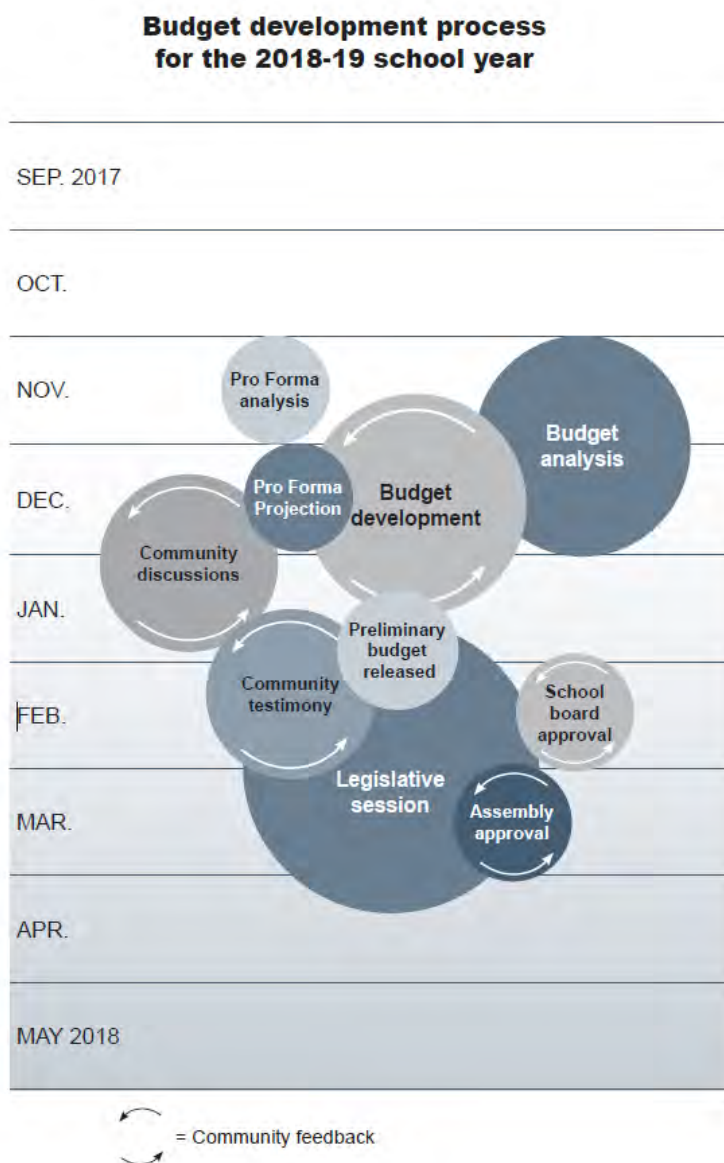 Budget development process
for the 2018-19 school year
SEP. 2017
OCT.
NOV.
Pro Forma
analysis
Budget
analysis
DEC.
Pro Forma
Projection
Budget
development
Community
discussions
JAN.
Preliminary
budget
released
Community
testimony
FEB.
School
board
approval
Legislative
session
MAR.
Assembly
approval
APR.
MAY 2018
= Community feedback